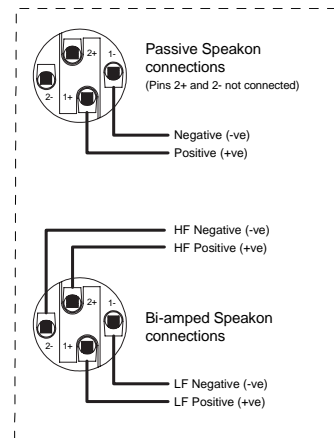 Passive Speakon
connections
(Pins 2+ and 2- not connected)
2+ 1-
2- 1+
Negative (-ve)
Positive (+ve)
HF Negative (-ve)
HF Positive (+ve)
2+ 1-
2- 1+
Bi-amped Speakon
connections
LF Negative (-ve)
LF Positive (+ve)